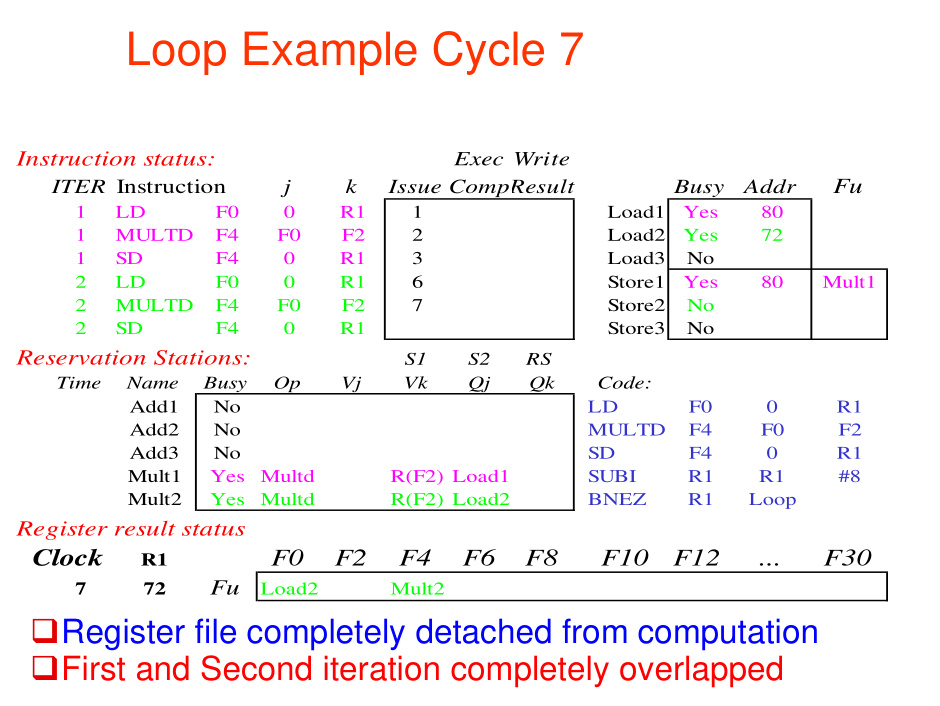 Loop Example Cycle 7
Instruction status: Exec Write
ITER Instruction j k Issue CompResult Busy Addr Fu
1 LD F0 0 R1 1 Load1 Yes 80
1 MULTD F4 F0 F2 2 Load2 Yes 72
1 SD F4 0 R1 3 Load3 No
2 LD F0 0 R1 6 Store1 Yes 80 Mult1
2 MULTD F4 F0 F2 7 Store2 No
2 SD F4 0 R1 Store3 No
Reservation Stations: S1 S2 RS
Time Name Busy Op Vj Vk Qj Qk Code:
Add1 No LD F0 0 R1
Add2 No MULTD F4 F0 F2
Add3 No SD F4 0 R1
Mult1 Yes Multd R(F2) Load1 SUBI R1 R1 #8
Mult2 Yes Multd R(F2) Load2 BNEZ R1 Loop
Register result status
Clock R1 F0 F2 F4 F6 F8 F10 F12 ... F30
7 72 Fu Load2 Mult2
❑Register file completely detached from computation
❑First and Second iteration completely overlapped